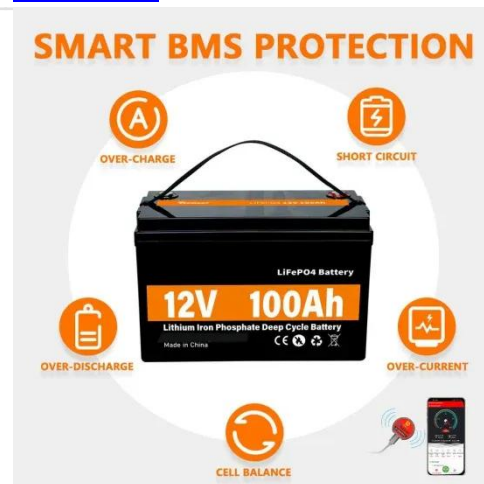 SMART BMS PROTECTION
OVER-CHARGE
SHORT CIRCUIT
LiFePO4 Battery
12V 100Ah
Lithium Iron Phosphate Deep Cycle Battery
Made in China
CE
OVER-DISCHARGE
OVER-CURRENT
CELL BALANCE